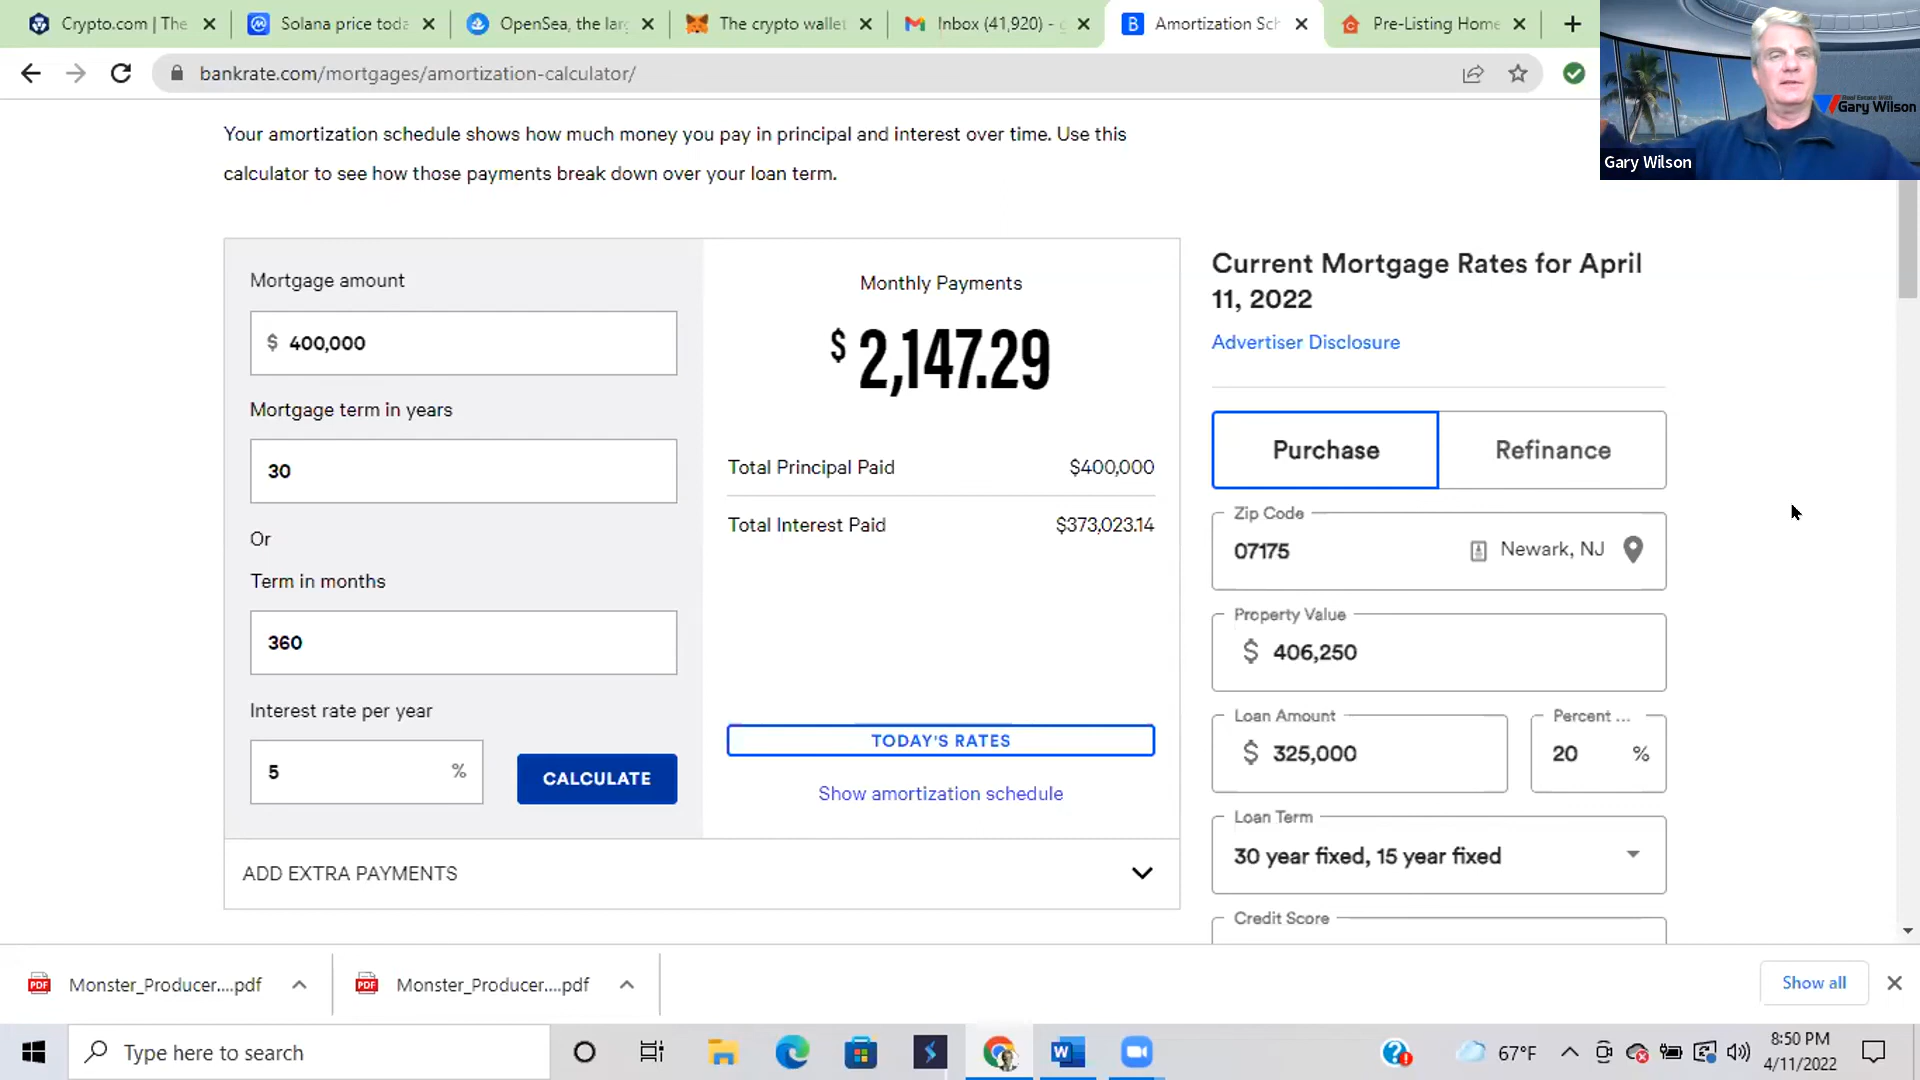 Crypto.com | The
Solana price toda
OpenSea, the lar
The crypto wallet
Inbox (41,920) - g
Amortization Sch
Pre-Listing Home
bankrate.com/mortgages/amortization-calculator/
Real Estate With
Gary Wilson
Gary Wilson
Your amortization schedule shows how much money you pay in principal and interest over time. Use this
calculator to see how those payments break down over your loan term.
Mortgage amount
$ 400,000
Mortgage term in years
30
Or
Term in months
360
Interest rate per year
5 %
CALCULATE
Monthly Payments
$ 2,147.29
Total Principal Paid $400,000
Total Interest Paid $373,023.14
TODAY'S RATES
Show amortization schedule
ADD EXTRA PAYMENTS
Current Mortgage Rates for April
11, 2022
Advertiser Disclosure
Purchase
Refinance
Zip Code
07175 Newark, NJ
Property Value
$ 406,250
Loan Amount
$ 325,000
Percent ...
20 %
Loan Term
30 year fixed, 15 year fixed
Credit Score
PDF Monster_Producer....pdf
PDF Monster_Producer....pdf
Show all
Type here to search
67°F
8:50 PM
4/11/2022